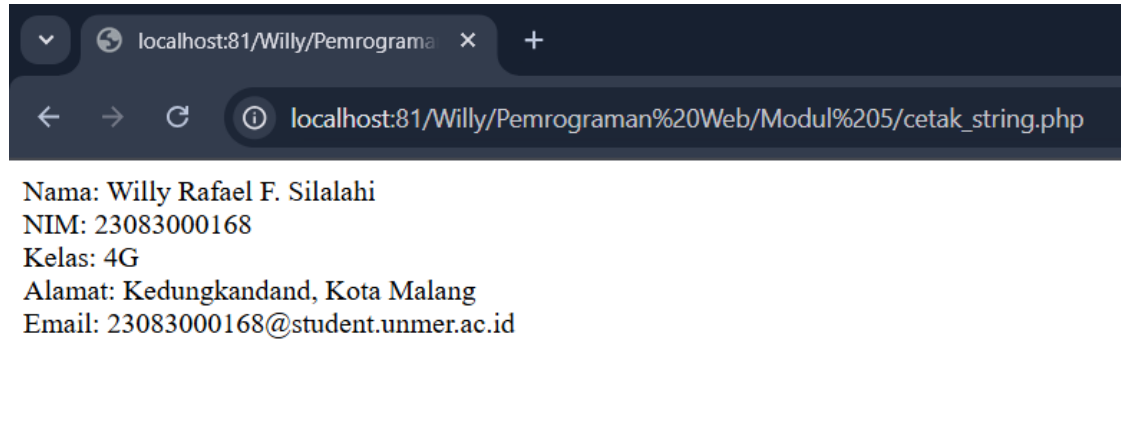 localhost:81/Willy/Pemrograma
localhost:81/Willy/Pemrograman%20Web/Modul%205/cetak_string.php
Nama: Willy Rafael F. Silalahi
NIM: 23083000168
Kelas: 4G
Alamat: Kedungkandand, Kota Malang
Email: 23083000168@student.unmer.ac.id